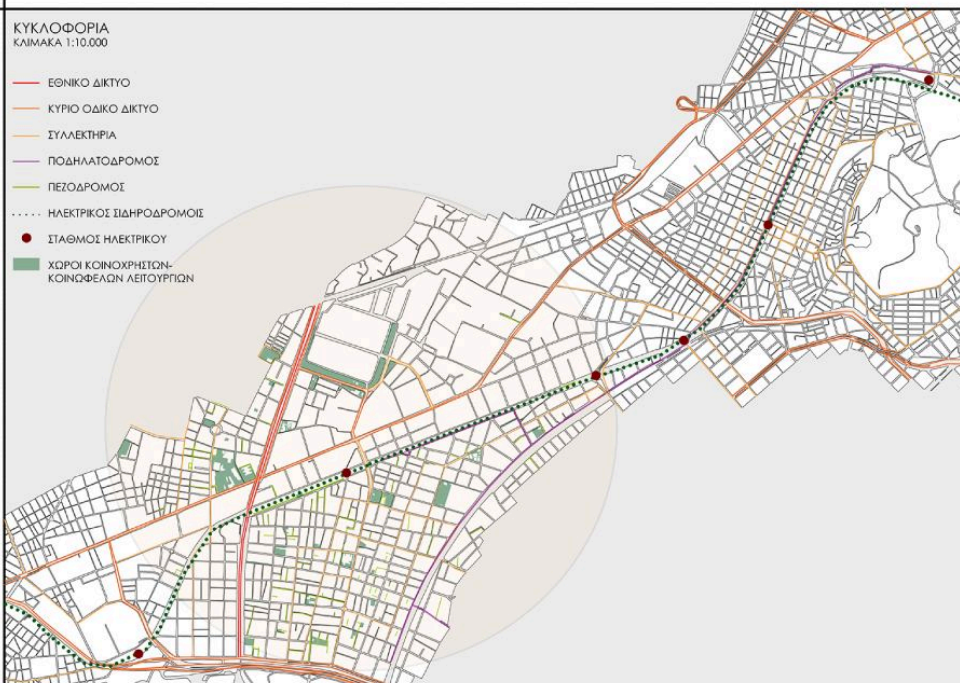 ΚΥΚΛΟΦΟΡΙΑ
ΚΛΙΜΑΚΑ 1:10.000
ΕΘΝΙΚΟ ΔΙΚΤΥΟ
ΚΥΡΙΟ ΟΔΙΚΟ ΔΙΚΤΥΟ
ΣΥΛΛΕΚΤΗΡΙΑ
ΠΟΔΗΛΑΤΟΔΡΟΜΟΣ
ΠΕΖΟΔΡΟΜΟΣ
ΗΛΕΚΤΡΙΚΟΣ ΣΙΔΗΡΟΔΡΟΜΟΙΣ
ΣΤΑΘΜΟΣ ΗΛΕΚΤΡΙΚΟΥ
ΧΩΡΟΙ ΚΟΙΝΟΧΡΗΣΤΩΝ-
ΚΟΙΝΩΦΕΛΩΝ ΛΕΙΤΟΥΡΓΙΩΝ